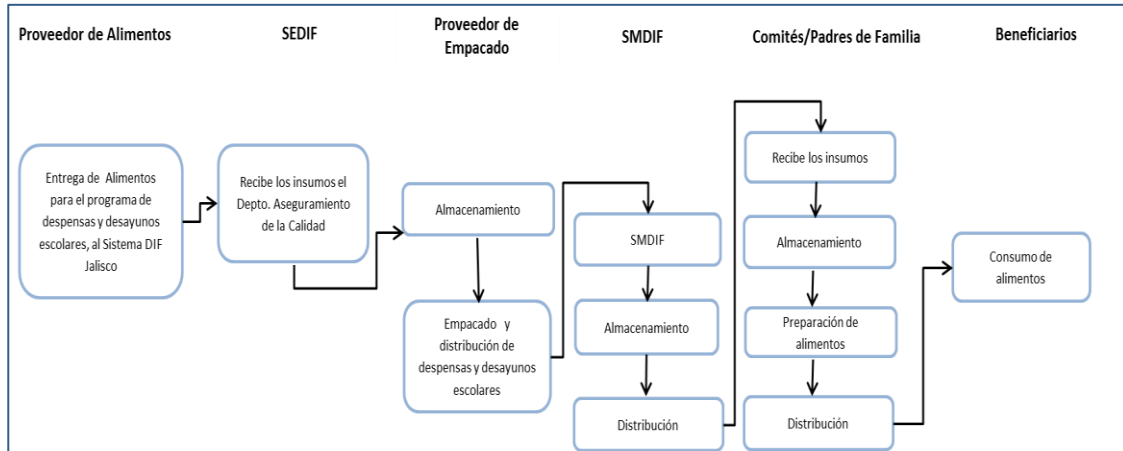 Proveedor de Alimentos
SEDIF
Proveedor de
Empacado
SMDIF
Comités/Padres de Familia
Beneficiarios
Entrega de Alimentos
para el programa de
despensas y desayunos
escolares, al Sistema DIF
Jalisco
Recibe los insumos el
Depto. Aseguramiento
de la Calidad
Almacenamiento
Empacado y
distribución de
despensas y desayunos
escolares
SMDIF
Almacenamiento
Distribución
Recibe los insumos
Almacenamiento
Preparación de
alimentos
Distribución
Consumo de
alimentos